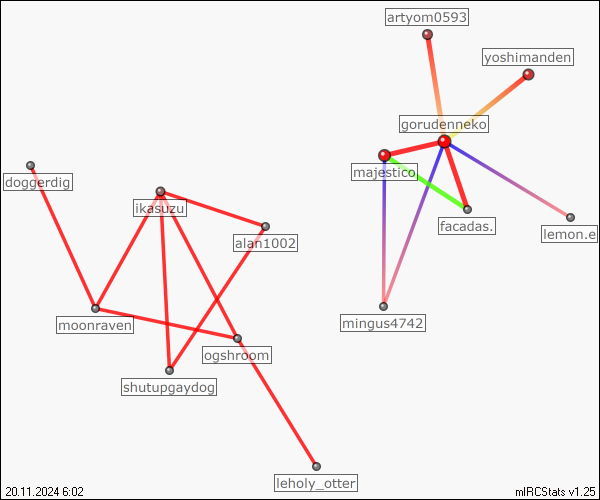 artyom0593
yoshimanden
gorudenneko
majestico
doggerdig
ikasuzu
facadas.
alan1002
lemon.e
mingus4742
moonraven
ogshroom
shutupgaydog
leholy_otter
20.11.2024 6:02
mIRCStats v1.25